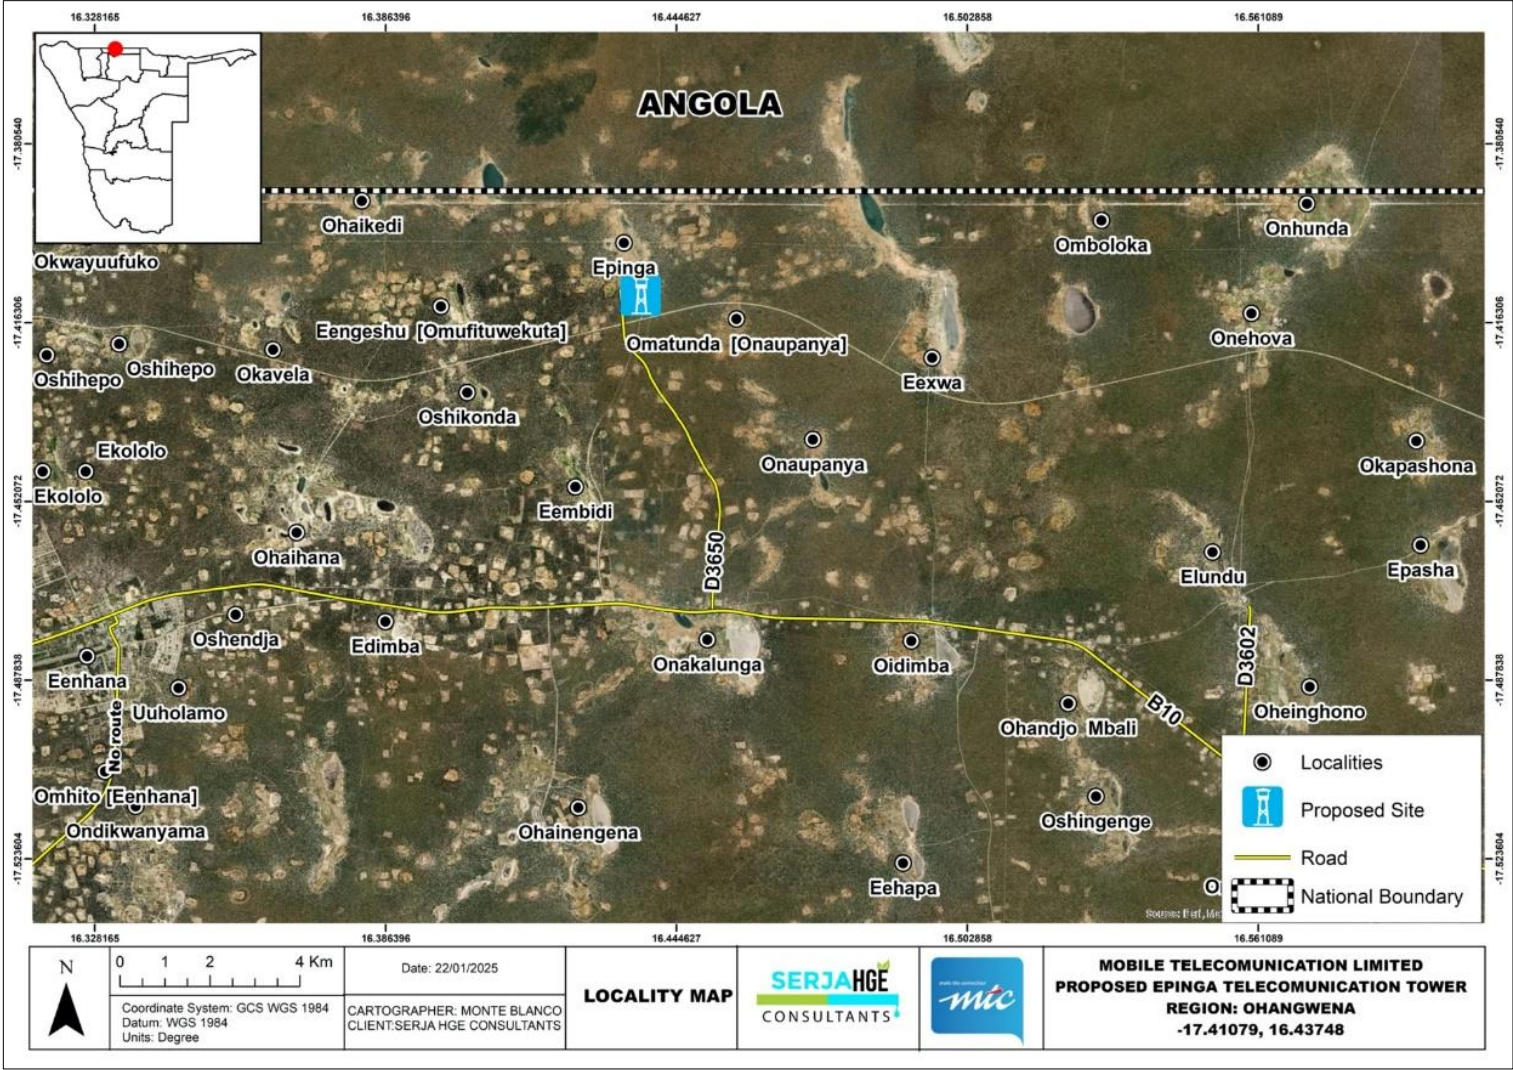 16.328165 16.386396 16.444627 16.502858 16.561089
-17.380540 -17.380540
ANGOLA
Ohaikedi
Omboloka
Onhunda
Okwayuufuko
Epinga
-17.416306 -17.416306
Eengeshu [Omufituwekuta]
Omatunda [Onaupanya]
Onehova
Oshihepo
Oshihepo
Okavela
Eexwa
Oshikonda
Ekololo
Ekololo
Onaupanya
Okapashona
-17.452072 -17.452072
Eembidi
Ohaihana
D3650
Elundu
Epasha
Oshendja
Edimba
Onakalunga
Oidimba
D3602
Eenhana
-17.487838 -17.487838
Uuholamo
No route
Ohandjo Mbali
B10
Oheinghono
Omhito [Eenhana]
Ondikwanyama
Ohainengena
Oshingenge
Eehapa
-17.523604 -17.523604
Localities
Proposed Site
Road
National Boundary
16.328165 16.386396 16.444627 16.502858 16.561089
N
0 1 2 4 Km
Coordinate System: GCS WGS 1984
Datum: WGS 1984
Units: Degree
Date: 22/01/2025
CARTOGRAPHER: MONTE BLANCO
CLIENT:SERJA HGE CONSULTANTS
LOCALITY MAP
SERJA HGE
CONSULTANTS
mtc
MOBILE TELECOMUNICATION LIMITED
PROPOSED EPINGA TELECOMUNICATION TOWER
REGION: OHANGWENA
-17.41079, 16.43748